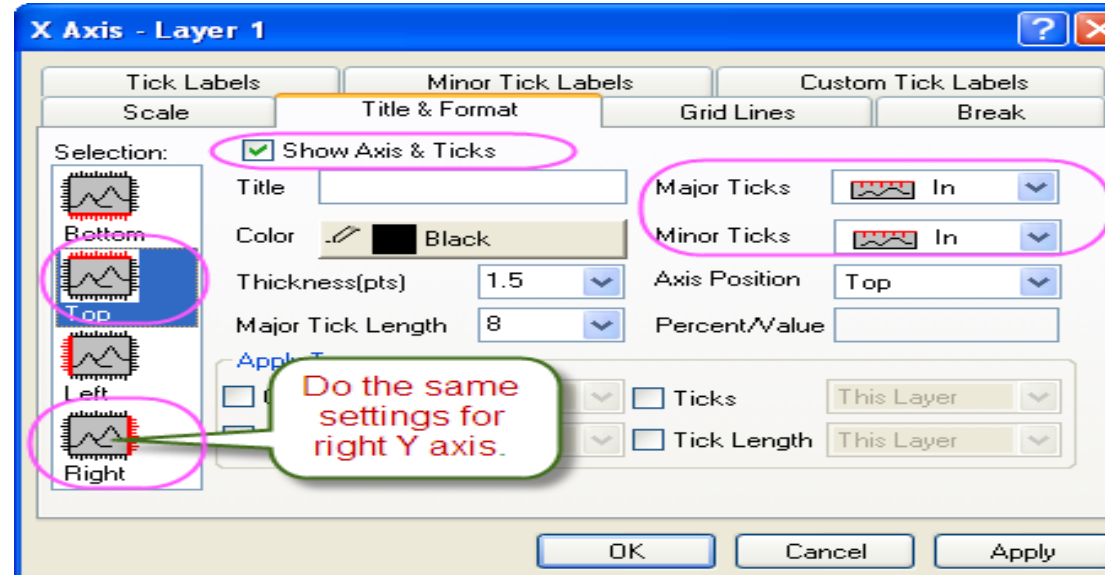 X Axis - Layer 1
Tick Labels Minor Tick Labels Custom Tick Labels
Scale Title & Format Grid Lines Break
Selection: Show Axis & Ticks
Title Major Ticks In
Bottom Color Black Minor Ticks In
Thickness(pts) 1.5 Axis Position Top
Top
Major Tick Length 8 Percent/Value
Left
Do the same
settings for
right Y axis.
Ticks This Layer
Tick Length This Layer
Right
OK Cancel Apply